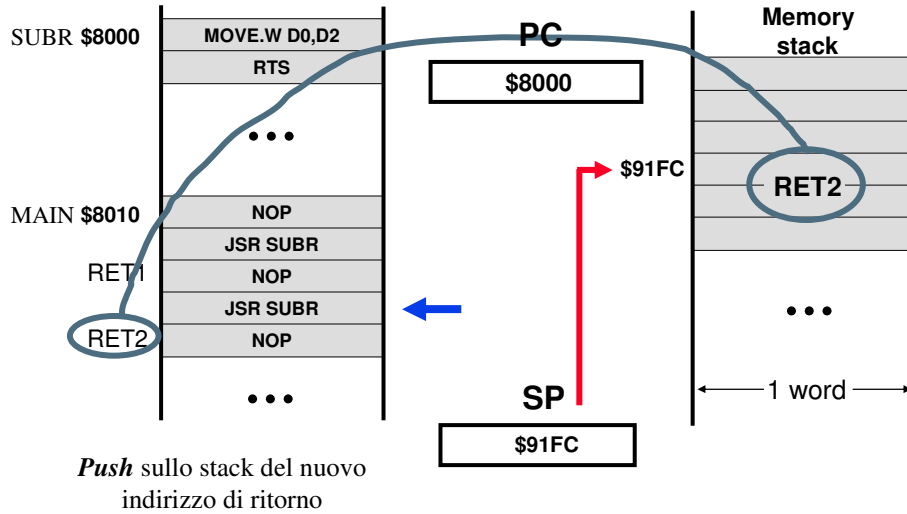 SUBR $8000
MOVE.W D0,D2
RTS
•••
MAIN $8010
NOP
JSR SUBR
RET1
NOP
JSR SUBR
RET2
NOP
•••
Push sullo stack del nuovo
indirizzo di ritorno
PC
$8000
SP
$91FC
Memory
stack
$91FC
RET2
•••
1 word